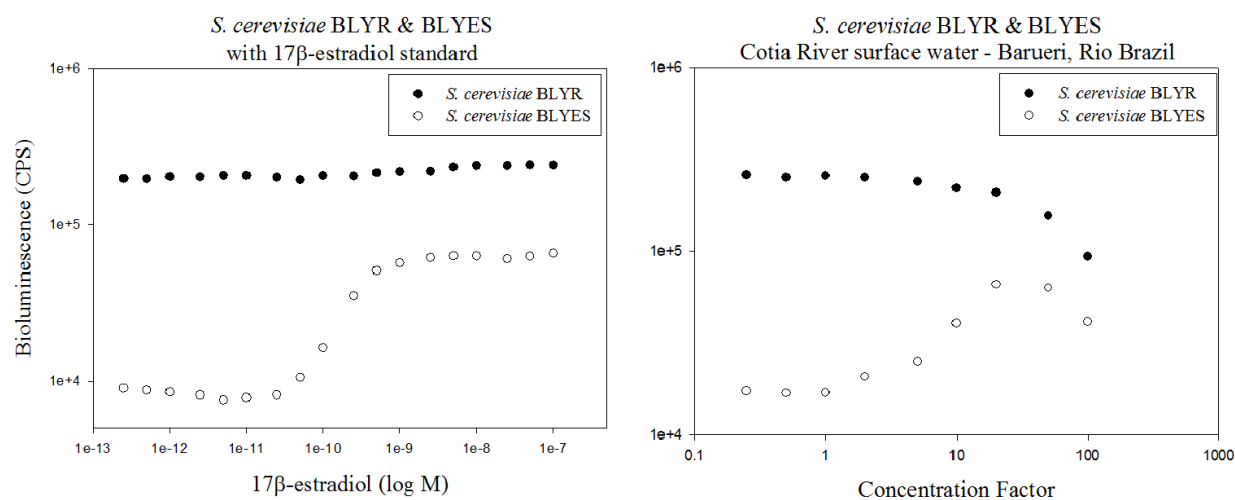 S. cerevisiae BLYR & BLYES
with 17β-estradiol standard
1e+6
1e+5
1e+4
S. cerevisiae BLYR
S. cerevisiae BLYES
Bioluminescence (CPS)
1e-13 1e-12 1e-11 1e-10 1e-9 1e-8 1e-7
17β-estradiol (log M)
S. cerevisiae BLYR & BLYES
Cotia River surface water - Barueri, Rio Brazil
1e+6
1e+5
1e+4
S. cerevisiae BLYR
S. cerevisiae BLYES
0.1 1 10 100 1000
Concentration Factor